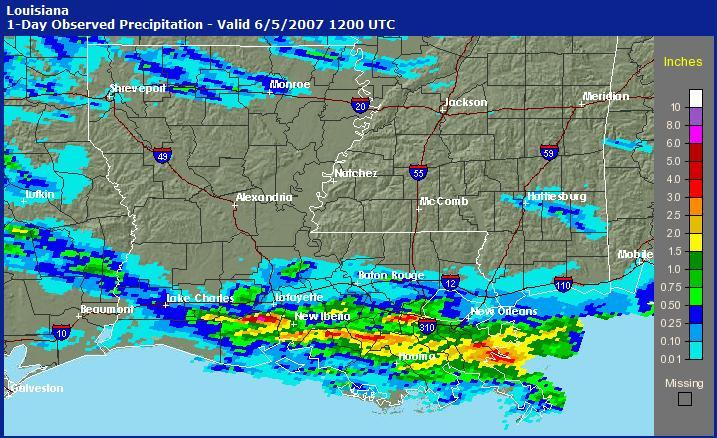 Louisiana
1-Day Observed Precipitation - Valid 6/5/2007 1200 UTC
Inches
Shreveport
Monroe
20
Jackson
Meridian
10
8.0
6.0
5.0
4.0
3.0
2.5
2.0
1.5
1.0
0.75
0.50
0.25
0.10
0.01
49
59
Natchez
55
Lufkin
Alexandria
McComb
Hattiesburg
Mobile
Baton Rouge
12
110
Lake Charles
Lafayette
Beaumont
New Iberia
New Orleans
310
10
Houma
Galveston
Missing